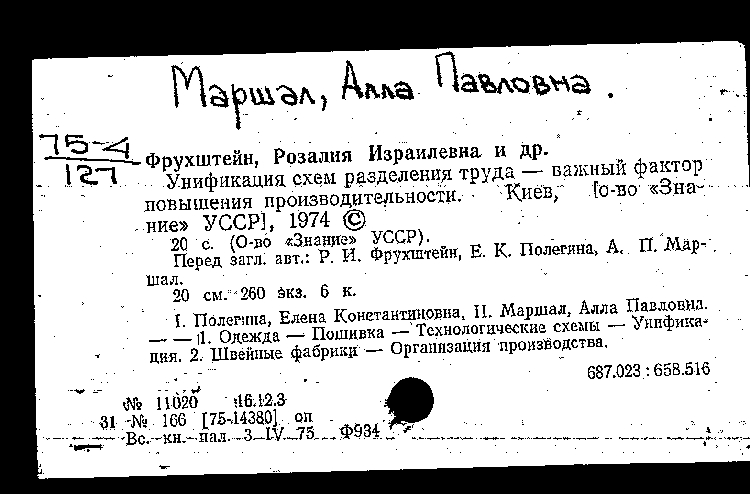 Маршал, Алла Павловна.
75-4
127
Фрухштейн, Розалия Израилевна и др.
Унификация схем разделения труда — важный фактор
повышения производительности. Киев, [о-во «Зна-
ние» УССР], 1974 ©
20 с. (О-во «Знание» УССР).
Перед загл. авт.: Р. И. Фрухштейн, Е. К. Полегина, А. П. Мар-
шал.
20 см. 260 экз. 6 к.
I. Полегина, Елена Константиновна. II. Маршал, Алла Павловна.
— — 1. Одежда — Пошивка — Технологические схемы — Унифика-
ция. 2. Швейные фабрики — Организация производства.
687.023 : 658.516
№ 11020 16.12.3
31 № 166 [75-14380] оп
Вс. кн. пал. 3 IV 75 Ф934